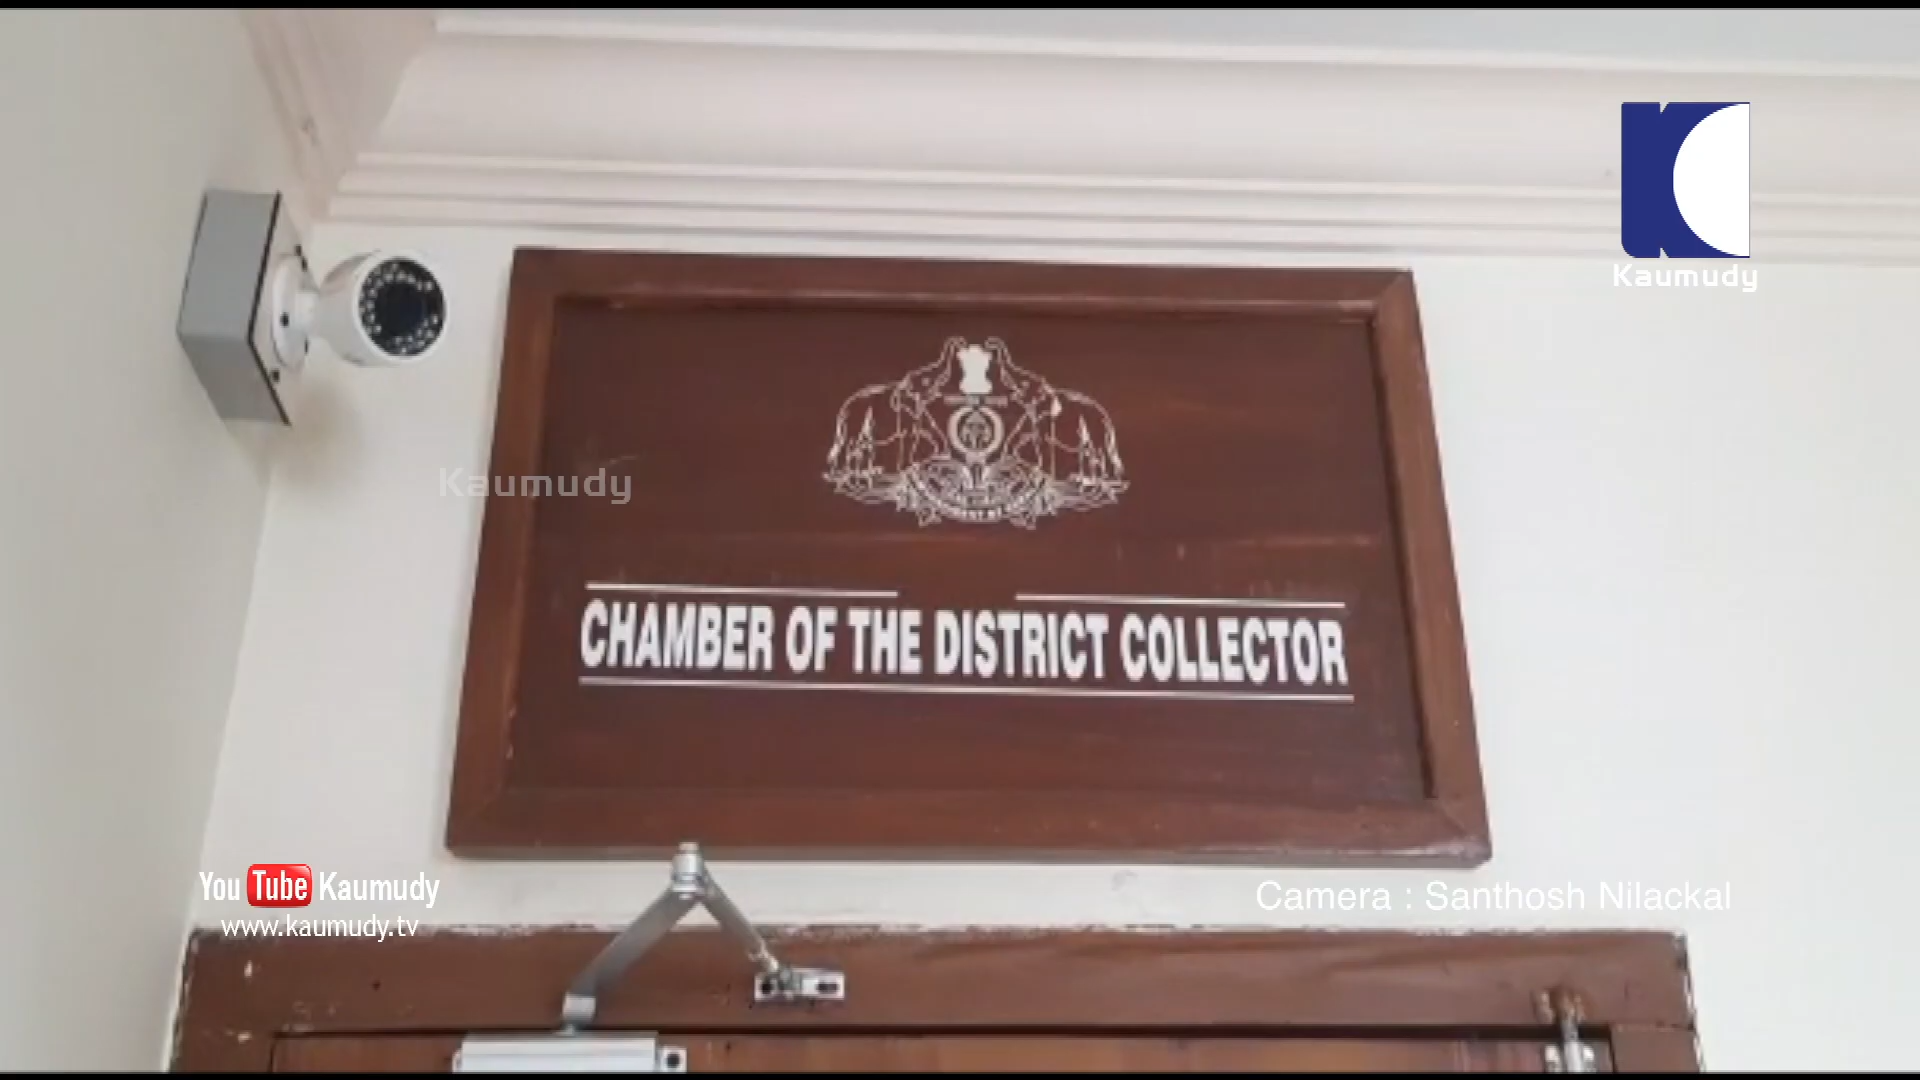 Kaumudy
Kaumudy
CHAMBER OF THE DISTRICT COLLECTOR
You Tube Kaumudy
www.kaumudy.tv
Camera : Santhosh Nilackal